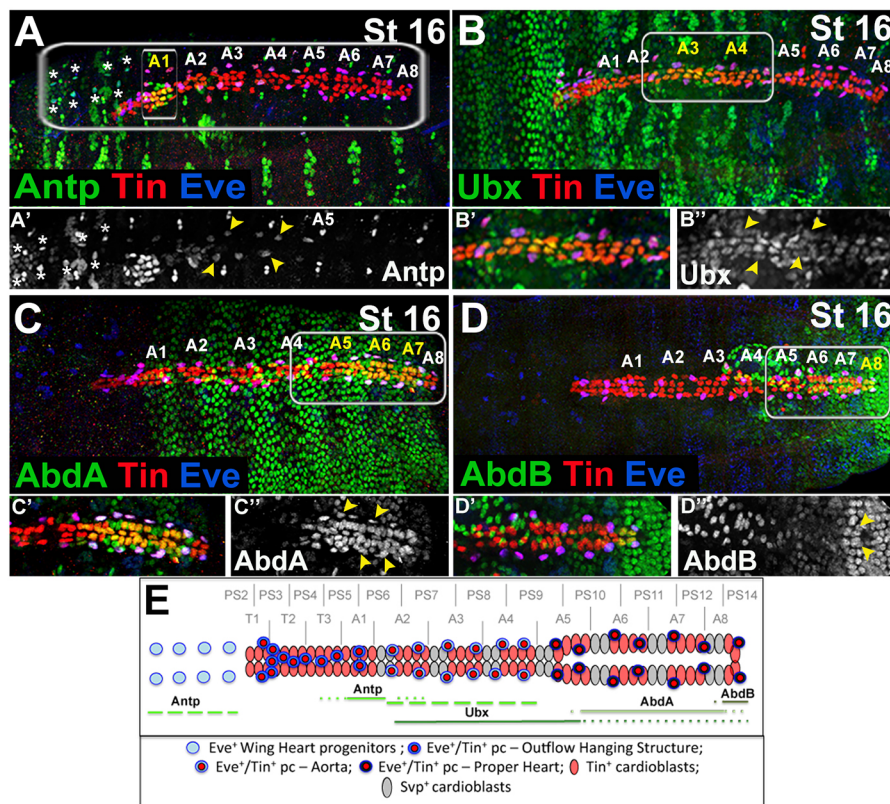 A St 16
* * * * * * * * *
A1 A2 A3 A4 A5 A6 A7 A8
Antp Tin Eve
B St 16
A1 A2 A3 A4 A5 A6 A7 A8
Ubx Tin Eve
A' A5
* * * * * * * * *
Antp
B'
B''
Ubx
C St 16
A1 A2 A3 A4 A5 A6 A7 A8
AbdA Tin Eve
D St 16
A1 A2 A3 A4 A5 A6 A7 A8
AbdB Tin Eve
C'
C''
AbdA
D'
D''
AbdB
E
PS2 PS3 PS4 PS5 PS6 PS7 PS8 PS9 PS10 PS11 PS12 PS14
T1 T2 T3 A1 A2 A3 A4 A5 A6 A7 A8
Antp Antp Ubx AbdA AbdB
Eve+ Wing Heart progenitors ; Eve+/Tin+ pc – Outflow Hanging Structure;
Eve+/Tin+ pc – Aorta; Eve+/Tin+ pc – Proper Heart; Tin+ cardioblasts;
Svp+ cardioblasts